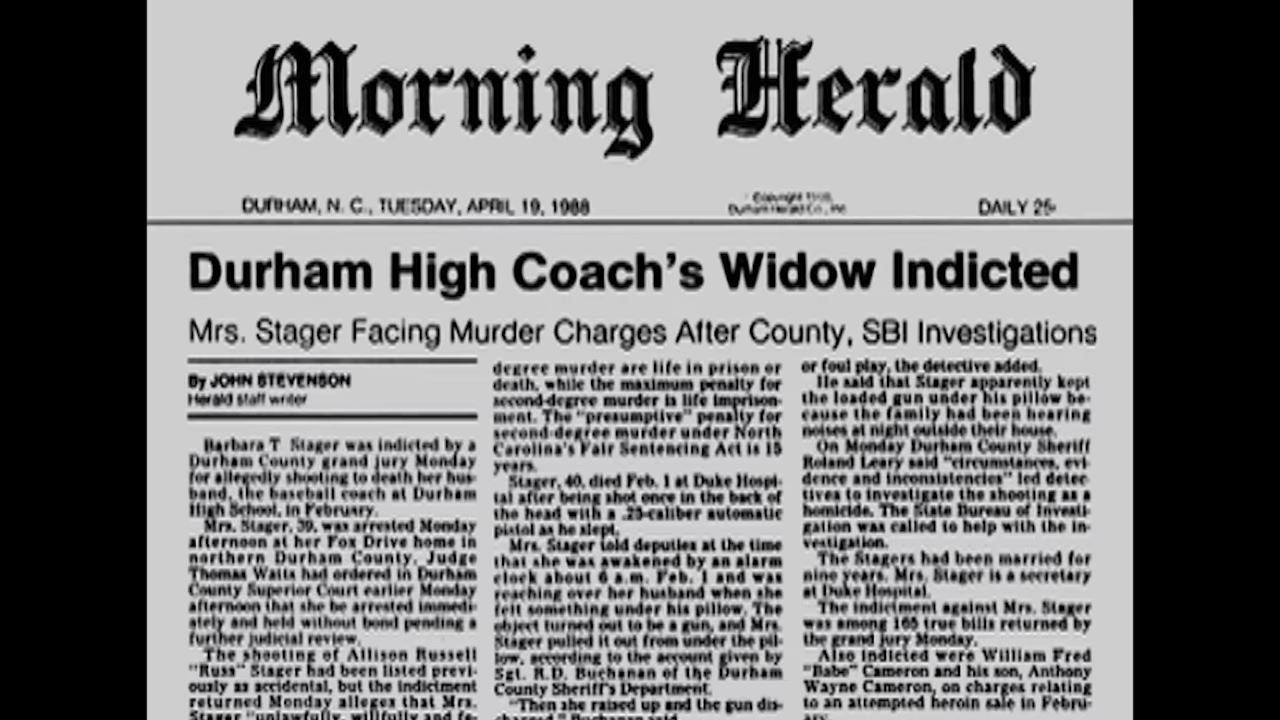 Morning Herald
DURHAM, N. C., TUESDAY, APRIL 19, 1988
Durham Herald Co., Inc.
DAILY 25¢
Durham High Coach's Widow Indicted
Mrs. Stager Facing Murder Charges After County, SBI Investigations
By JOHN STEVENSON
Herald staff writer
Barbara T. Stager was indicted by a
Durham County grand jury Monday
for allegedly shooting to death her hus-
band, the baseball coach at Durham
High School, in February.
Mrs. Stager, 39, was arrested Monday
afternoon at her Fox Drive home in
northern Durham County. Judge
Thomas Watts had ordered in Durham
County Superior Court earlier Monday
afternoon that she be arrested immedi-
ately and held without bond pending a
further judicial review.
The shooting of Allison Russell
"Russ" Stager had been listed previ-
ously as accidental, but the indictment
returned Monday alleges that Mrs.
Stager "unlawfully, willfully and fe-
degree murder are life in prison or
death, while the maximum penalty for
second-degree murder is life imprison-
ment. The "presumptive" penalty for
second-degree murder under North
Carolina's Fair Sentencing Act is 15
years.
Stager, 40, died Feb. 1 at Duke Hospi-
tal after being shot once in the back of
the head with a .25-caliber automatic
pistol as he slept.
Mrs. Stager told deputies at the time
that she was awakened by an alarm
clock about 6 a.m. Feb. 1 and was
reaching over her husband when she
felt something under his pillow. The
object turned out to be a gun, and Mrs.
Stager pulled it out from under the pil-
low, according to the account given by
Sgt. R.D. Buchanan of the Durham
County Sheriff's Department.
"Then she raised up and the gun dis-
charged," Buchanan said.
or foul play, the detective added.
He said that Stager apparently kept
the loaded gun under his pillow be-
cause the family had been hearing
noises at night outside their house.
On Monday Durham County Sheriff
Roland Leary said "circumstances, evi-
dence and inconsistencies" led detec-
tives to investigate the shooting as a
homicide. The State Bureau of Investi-
gation was called to help with the in-
vestigation.
The Stagers had been married for
nine years. Mrs. Stager is a secretary
at Duke Hospital.
The indictment against Mrs. Stager
was among 165 true bills returned by
the grand jury Monday.
Also indicted were William Fred
"Babe" Cameron and his son, Anthony
Wayne Cameron, on charges relating
to an attempted heroin sale in Febru-
ary.